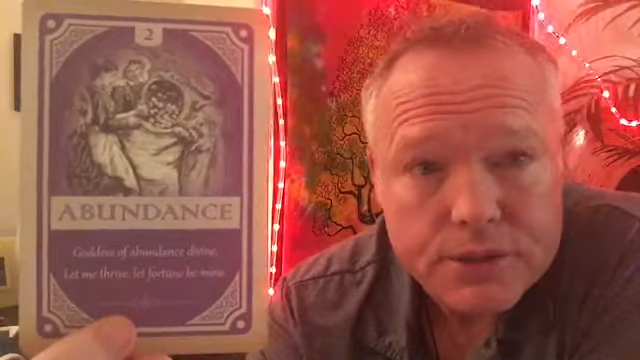 2
ABUNDANCE
Goddess of abundance divine,
Let me thrive, let fortune be mine.